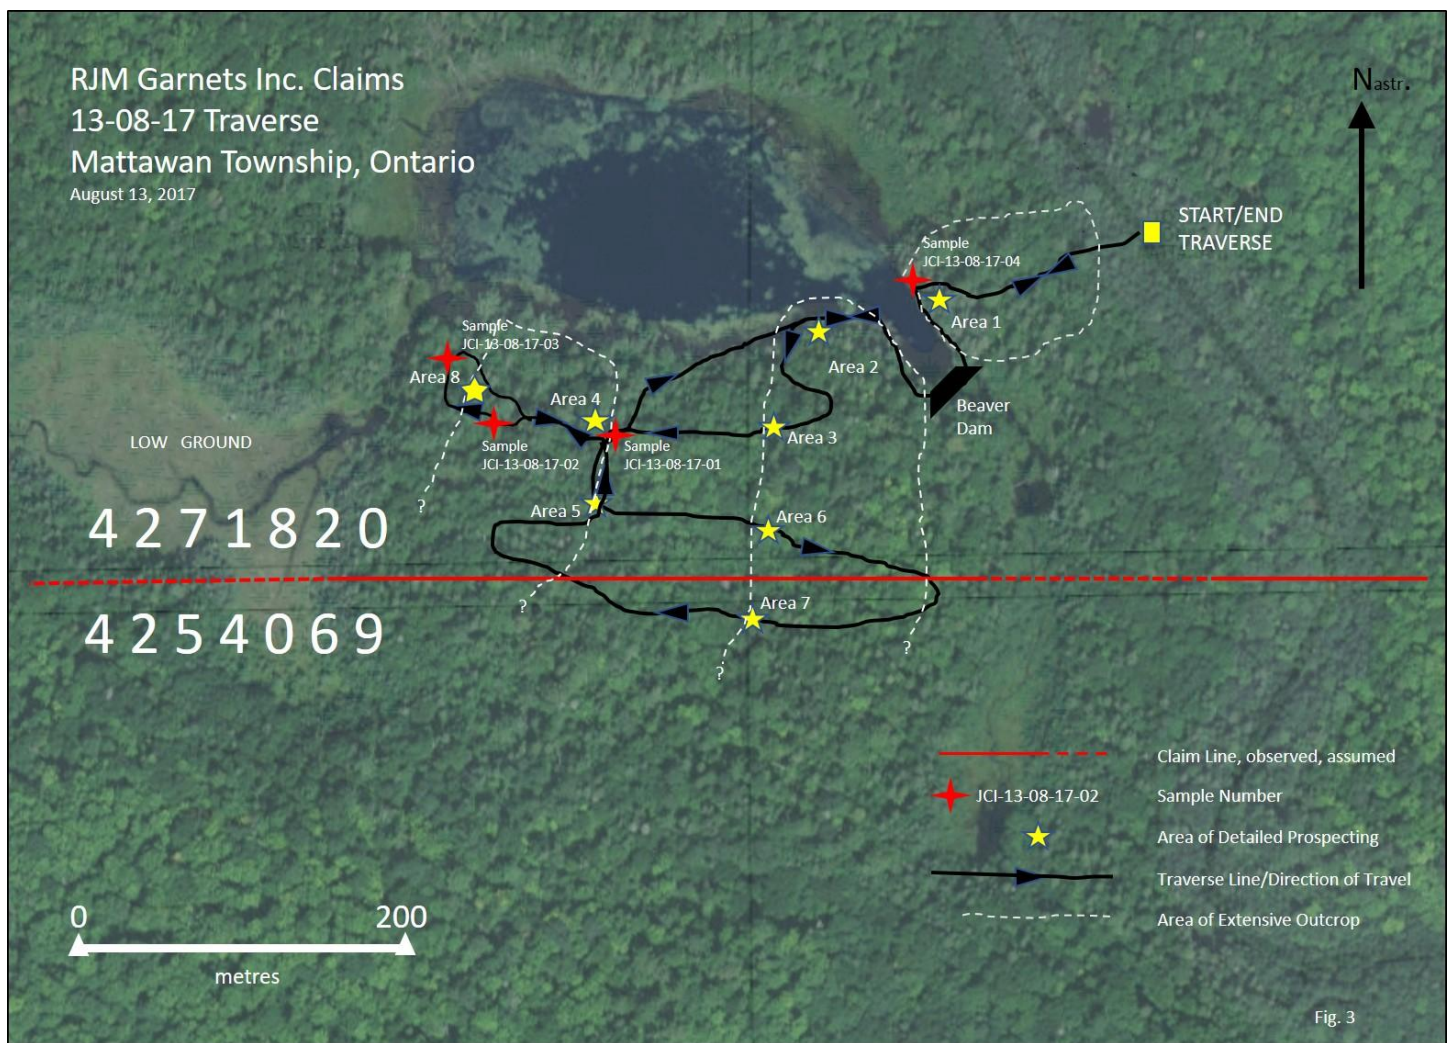 RJM Garnets Inc. Claims
13-08-17 Traverse
Mattawan Township, Ontario
August 13, 2017
Nastr.
START/END
TRAVERSE
Sample
JCI-13-08-17-04
Area 1
Sample
JCI-13-08-17-03
Area 8
Area 2
Area 4
Beaver
Dam
Area 3
LOW GROUND
Sample
JCI-13-08-17-02
Sample
JCI-13-08-17-01
?
Area 5
Area 6
4271820
?
Area 7
4254069
?
?
Claim Line, observed, assumed
JCI-13-08-17-02 Sample Number
Area of Detailed Prospecting
Traverse Line/Direction of Travel
Area of Extensive Outcrop
0 200
metres
Fig. 3